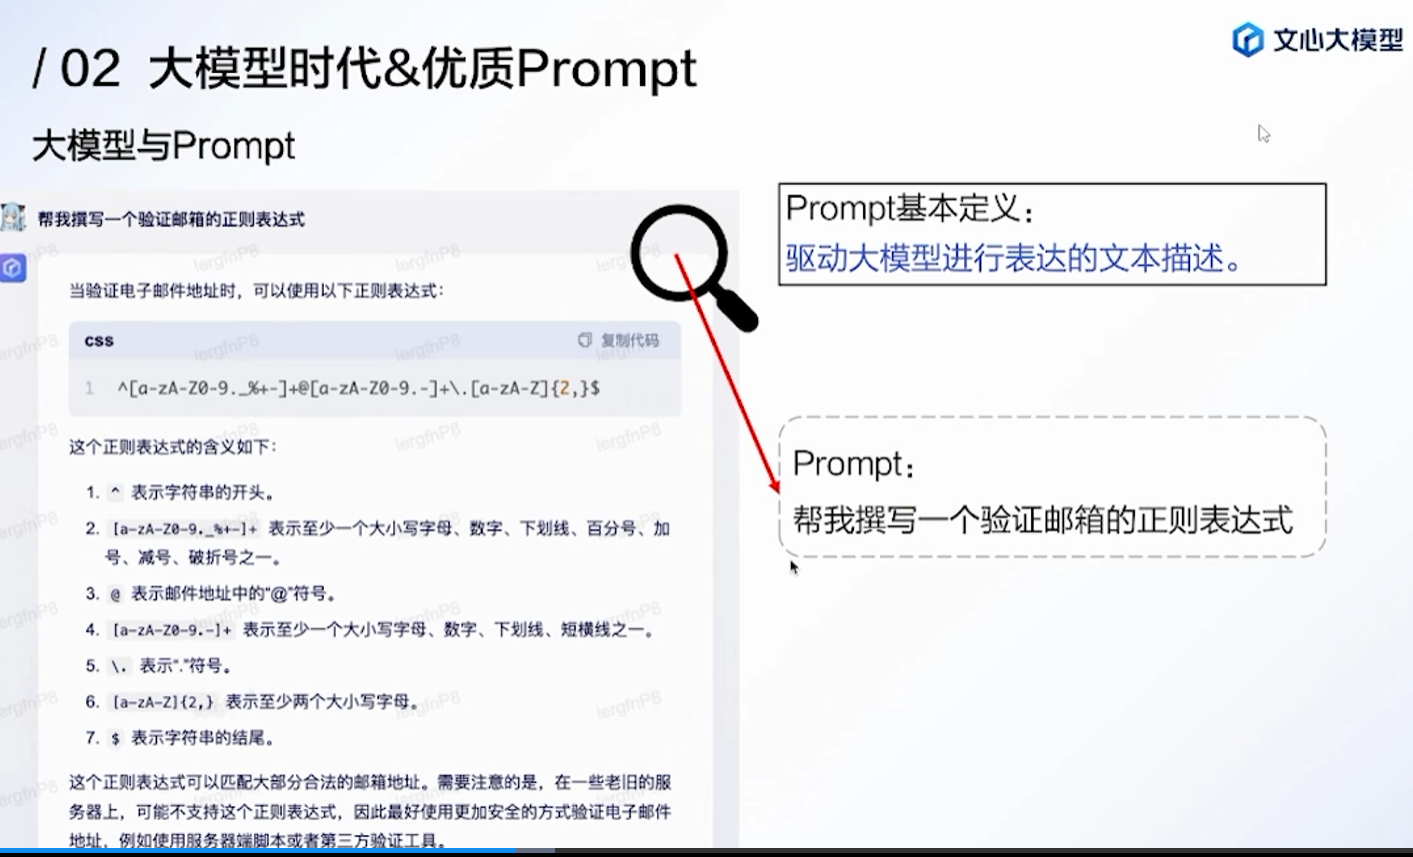 / 02 大模型时代&优质Prompt
文心大模型
大模型与Prompt
帮我撰写一个验证邮箱的正则表达式
当验证电子邮件地址时，可以使用以下正则表达式：
css
复制代码
1 ^[a-zA-Z0-9._%+-]+@[a-zA-Z0-9.-]+\.[a-zA-Z]{2,}$
这个正则表达式的含义如下：
1. ^ 表示字符串的开头。
2. [a-zA-Z0-9._%+-]+ 表示至少一个大小写字母、数字、下划线、百分号、加
号、减号、破折号之一。
3. @ 表示邮件地址中的"@"符号。
4. [a-zA-Z0-9.-]+ 表示至少一个大小写字母、数字、下划线、短横线之一。
5. \. 表示"."符号。
6. [a-zA-Z]{2,} 表示至少两个大小写字母。
7. $ 表示字符串的结尾。
这个正则表达式可以匹配大部分合法的邮箱地址。需要注意的是，在一些老旧的服
务器上，可能不支持这个正则表达式，因此最好使用更加安全的方式验证电子邮件
地址，例如使用服务器端脚本或者第三方验证工具。
Prompt基本定义：
驱动大模型进行表达的文本描述。
Prompt：
帮我撰写一个验证邮箱的正则表达式